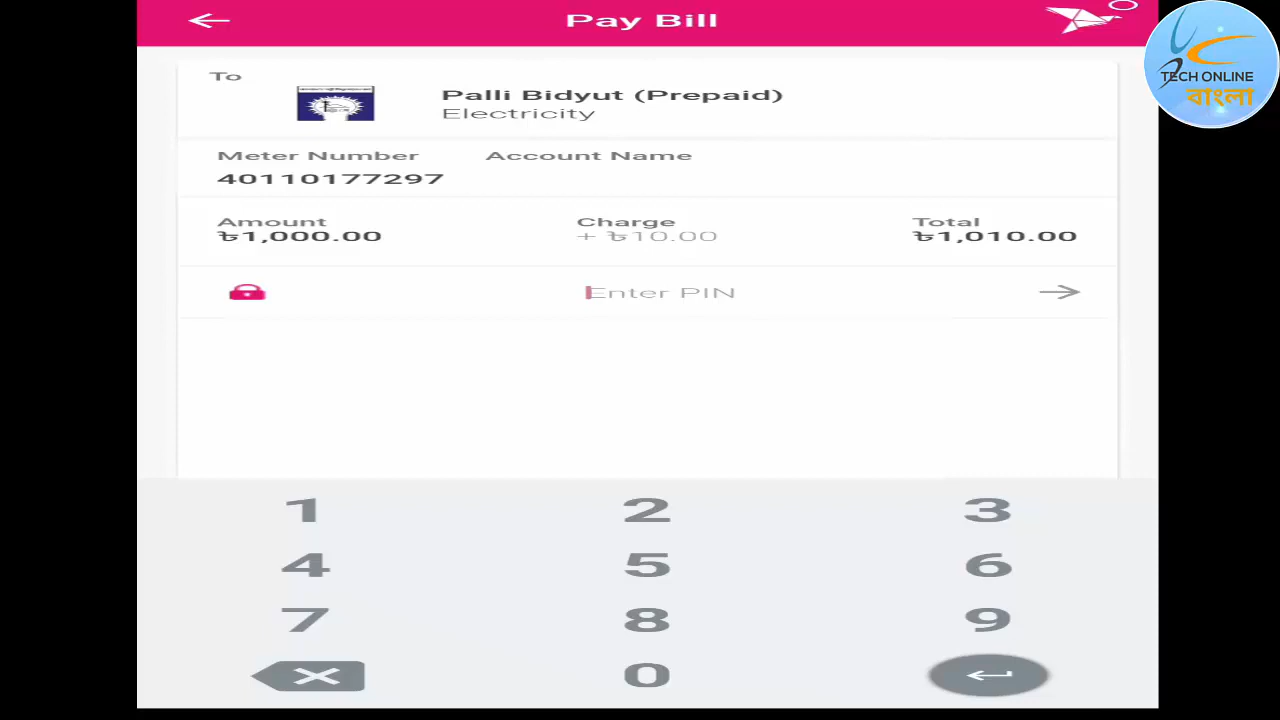 Pay Bill
TECH ONLINE
বাংলা
To
Palli Bidyut (Prepaid)
Electricity
Meter Number Account Name
40110177297
Amount Charge Total
৳1,000.00 + ৳10.00 ৳1,010.00
Enter PIN
1 2 3
4 5 6
7 8 9
0